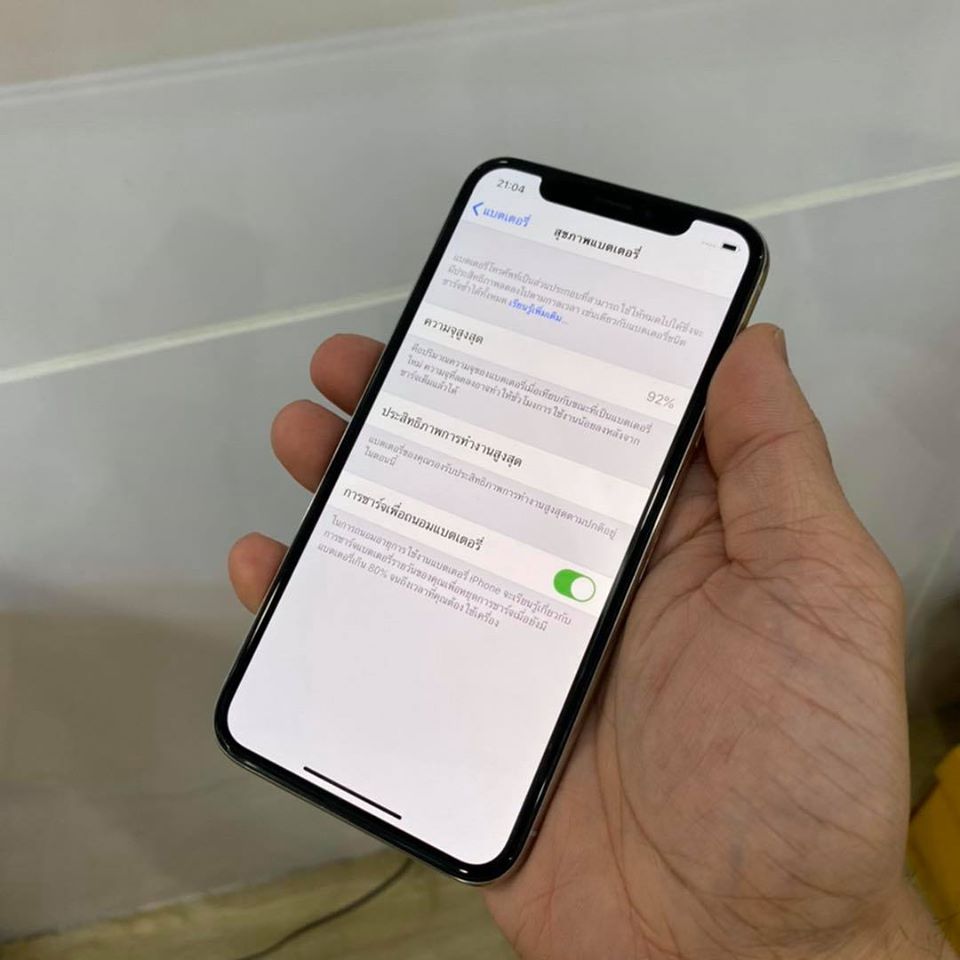 21:04
แบตเตอรี่
สุขภาพแบตเตอรี่
แบตเตอรี่โทรศัพท์เป็นส่วนประกอบที่สามารถใช้ให้หมดไปได้ซึ่งจะ
มีประสิทธิภาพลดลงไปตามกาลเวลา เช่นเดียวกับแบตเตอรี่ชนิด
ชาร์จซ้ำได้ทั้งหมด เรียนรู้เพิ่มเติม...
ความจุสูงสุด
92%
คือปริมาณความจุของแบตเตอรี่เมื่อเทียบกับขณะที่เป็นแบตเตอรี่
ใหม่ ความจุที่ลดลงอาจทำให้ชั่วโมงการใช้งานน้อยลงหลังจาก
ชาร์จเต็มแล้วได้
ประสิทธิภาพการทำงานสูงสุด
แบตเตอรี่ของคุณรองรับประสิทธิภาพการทำงานสูงสุดตามปกติอยู่
ในตอนนี้
การชาร์จเพื่อถนอมแบตเตอรี่
ในการถนอมอายุการใช้งานแบตเตอรี่ iPhone จะเรียนรู้เกี่ยวกับ
การชาร์จแบตเตอรี่รายวันของคุณเพื่อหยุดการชาร์จเมื่อยังมี
แบตเตอรี่เกิน 80% จนถึงเวลาที่คุณต้องใช้เครื่อง